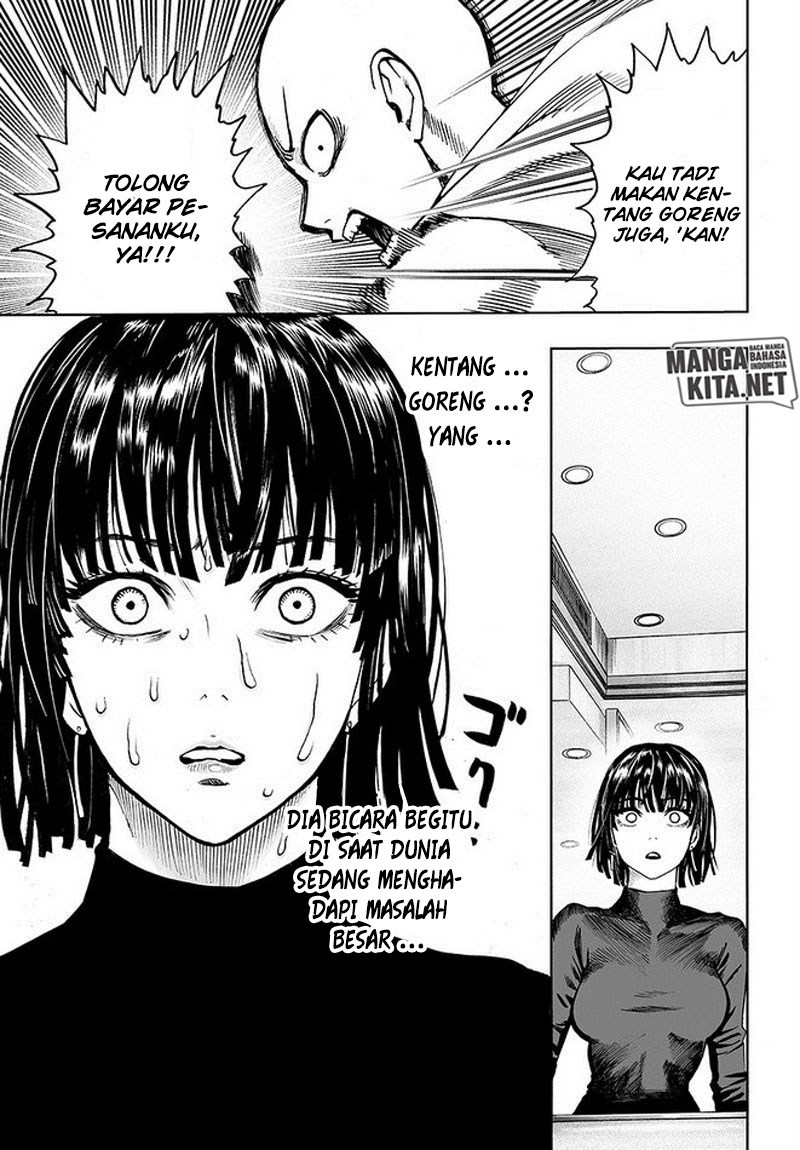 KAU TADI
MAKAN KEN-
TANG GORENG
JUGA, 'KAN!
TOLONG
BAYAR PE-
SANANKU,
YA!!!
MANGA
KITA.NET
BACA MANGA
BAHASA
INDONESIA
KENTANG ...
GORENG ...?
YANG ...
ゴク
DIA BICARA BEGITU,
DI SAAT DUNIA
SEDANG MENGHA-
DAPI MASALAH
BESAR ...